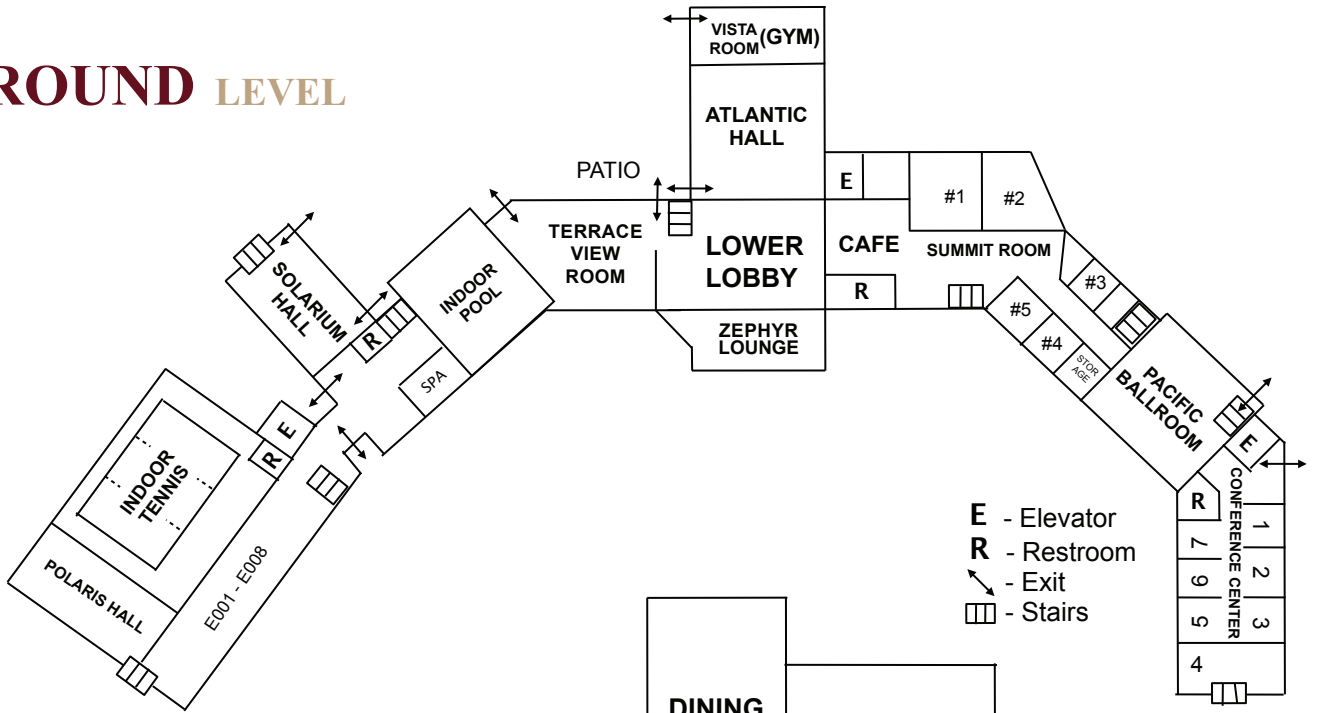 ROUND LEVEL
VISTA (GYM)
ROOM
ATLANTIC
HALL
PATIO
E
#1
#2
TERRACE
VIEW
ROOM
LOWER
LOBBY
CAFE
SUMMIT ROOM
R
ZEPHYR
LOUNGE
#3
#5
#4
STOR
AGE
PACIFIC
BALLROOM
INDOOR
POOL
SOLARIUM
HALL
R
SPA
E
R
INDOOR
TENNIS
POLARIS HALL
E001 - E008
E
R
CONFERENCE CENTER
1
2
3
4
5
6
7
E - Elevator
R - Restroom
- Exit
- Stairs
DINING